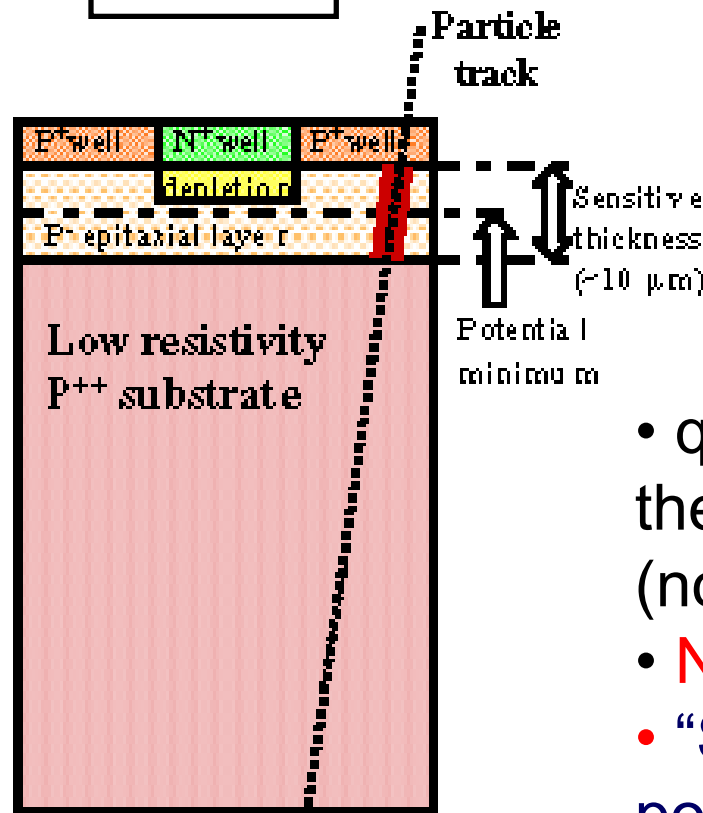 Particle
track
P+well N+well P+well
depletion
Sensitive
thickness
(~10 μm)
P- epitaxial layer
Potential
minimum
Low resistivity
P++ substrate
• q
the
(no
• N
• “S